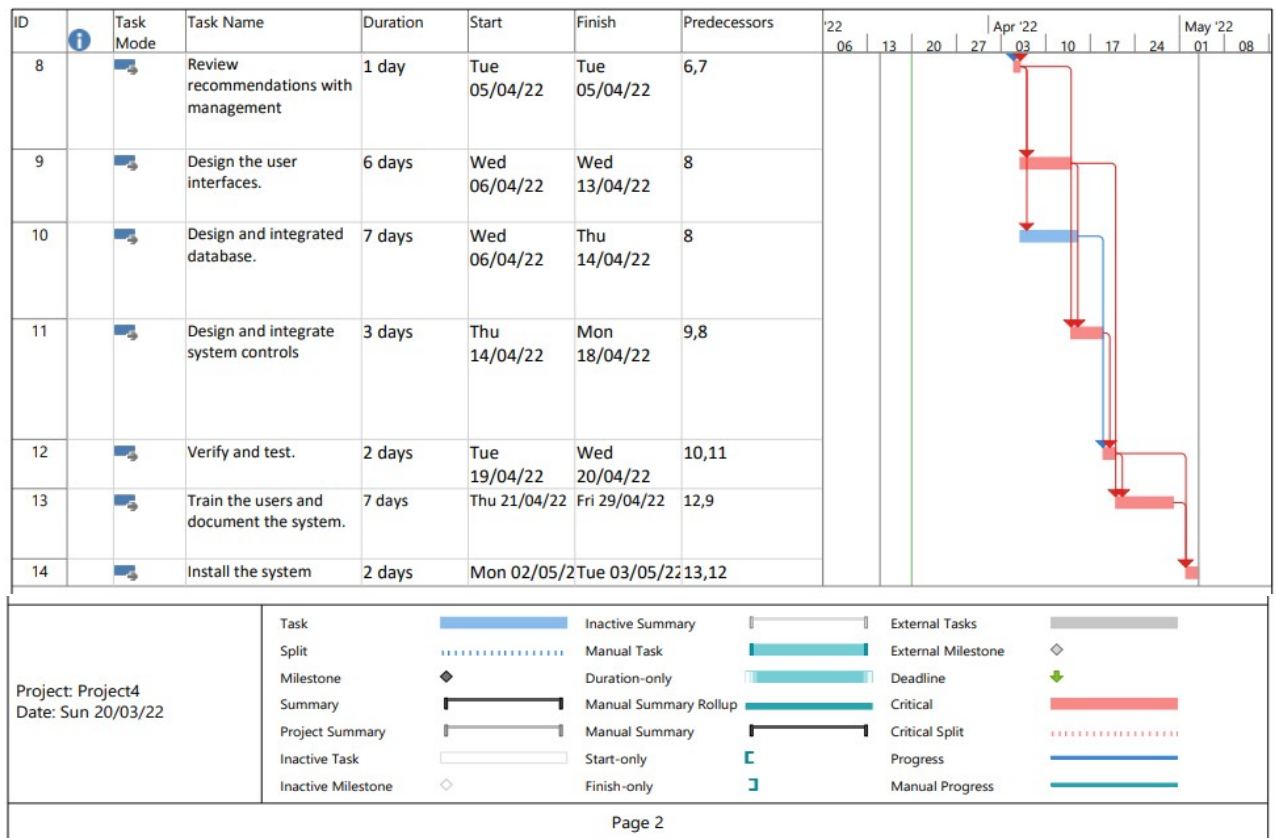 ID Task Mode Task Name Duration Start Finish Predecessors
'22 Apr '22 May '22
06 13 20 27 03 10 17 24 01 08
8 Review recommendations with management 1 day Tue 05/04/22 Tue 05/04/22 6,7
9 Design the user interfaces. 6 days Wed 06/04/22 Wed 13/04/22 8
10 Design and integrated database. 7 days Wed 06/04/22 Thu 14/04/22 8
11 Design and integrate system controls 3 days Thu 14/04/22 Mon 18/04/22 9,8
12 Verify and test. 2 days Tue 19/04/22 Wed 20/04/22 10,11
13 Train the users and document the system. 7 days Thu 21/04/22 Fri 29/04/22 12,9
14 Install the system 2 days Mon 02/05/2 Tue 03/05/22 13,12
Project: Project4
Date: Sun 20/03/22
Task Inactive Summary External Tasks
Split Manual Task External Milestone
Milestone Duration-only Deadline
Summary Manual Summary Rollup Critical
Project Summary Manual Summary Critical Split
Inactive Task Start-only Progress
Inactive Milestone Finish-only Manual Progress
Page 2